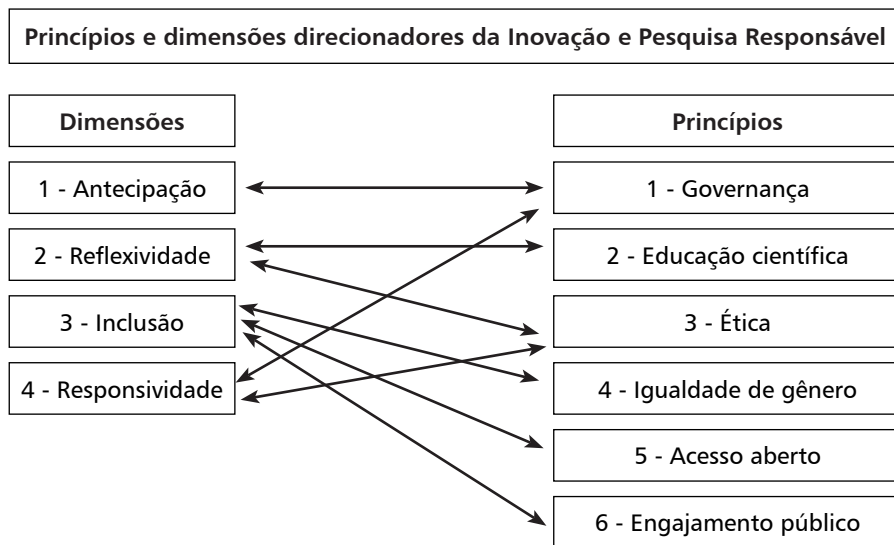 Princípios e dimensões direcionadores da Inovação e Pesquisa Responsável
Dimensões
1 - Antecipação
2 - Reflexividade
3 - Inclusão
4 - Responsividade
Princípios
1 - Governança
2 - Educação científica
3 - Ética
4 - Igualdade de gênero
5 - Acesso aberto
6 - Engajamento público